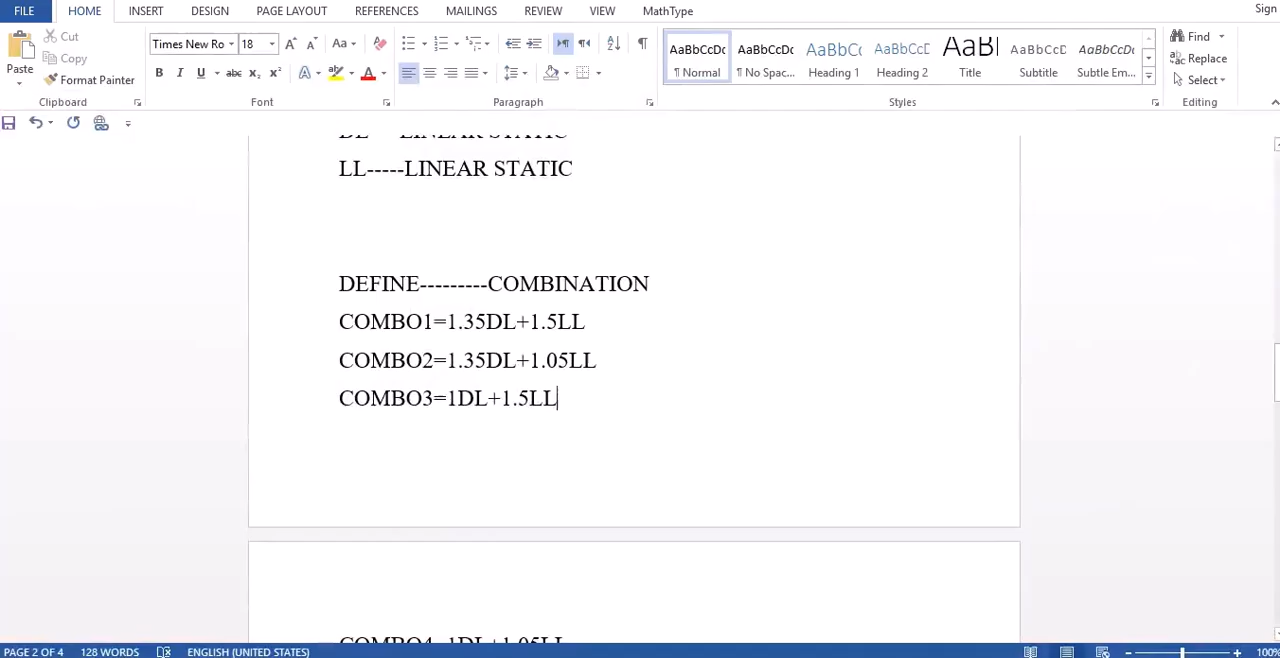 FILE HOME INSERT DESIGN PAGE LAYOUT REFERENCES MAILINGS REVIEW VIEW MathType Sign
Cut
Copy
Paste
Format Painter
Clipboard
Times New Ro 18
Font
Paragraph
AaBbCcDc AaBbCcDc AaBbCc AaBbCcD AaBl AaBbCcD AaBbCcDc
¶ Normal ¶ No Spac... Heading 1 Heading 2 Title Subtitle Subtle Em...
Styles
Find
Replace
Select
Editing
LL-----LINEAR STATIC
DEFINE---------COMBINATION
COMBO1=1.35DL+1.5LL
COMBO2=1.35DL+1.05LL
COMBO3=1DL+1.5LL
COMBO4=1DL+1.05LL
PAGE 2 OF 4 128 WORDS ENGLISH (UNITED STATES) 100%